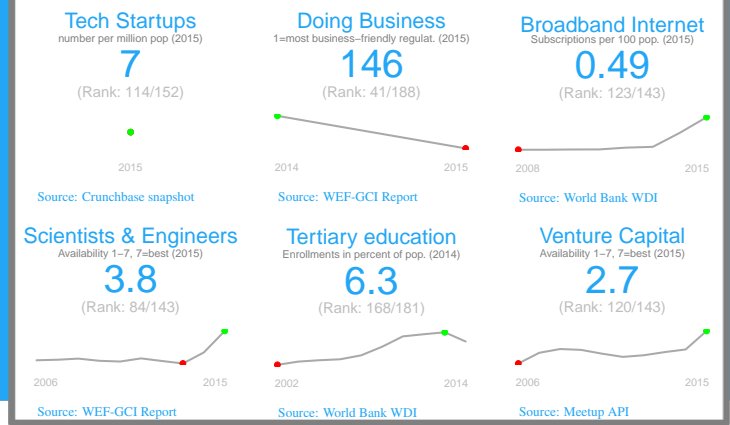 Tech Startups
number per million pop (2015)
7
(Rank: 114/152)
2015
Source: Crunchbase snapshot
Doing Business
1=most business−friendly regulat. (2015)
146
(Rank: 41/188)
2014 2015
Source: WEF-GCI Report
Broadband Internet
Subscriptions per 100 pop. (2015)
0.49
(Rank: 123/143)
2008 2015
Source: World Bank WDI
Scientists & Engineers
Availability 1−7, 7=best (2015)
3.8
(Rank: 84/143)
2006 2015
Source: WEF-GCI Report
Tertiary education
Enrollments in percent of pop. (2014)
6.3
(Rank: 168/181)
2002 2014
Source: World Bank WDI
Venture Capital
Availability 1−7, 7=best (2015)
2.7
(Rank: 120/143)
2006 2015
Source: Meetup API